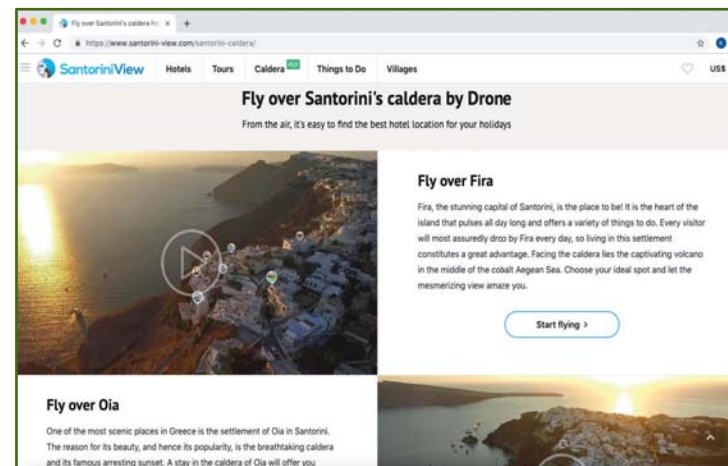 Fly over Santorini's caldera by
https://www.santorini-view.com/santorini-caldera/
SantoriniView
Hotels
Tours
Caldera FLY
Things to Do
Villages
US$
Fly over Santorini's caldera by Drone
From the air, it's easy to find the best hotel location for your holidays
Fly over Fira
Fira, the stunning capital of Santorini, is the place to be! It is the heart of the
island that pulses all day long and offers a variety of things to do. Every visitor
will most assuredly drop by Fira every day, so living in this settlement
constitutes a great advantage. Facing the caldera lies the captivating volcano
in the middle of the cobalt Aegean Sea. Choose your ideal spot and let the
mesmerizing view amaze you.
Start flying >
Fly over Oia
One of the most scenic places in Greece is the settlement of Oia in Santorini.
The reason for its beauty, and hence its popularity, is the breathtaking caldera
and its famous arresting sunset. A stay in the caldera of Oia will offer you